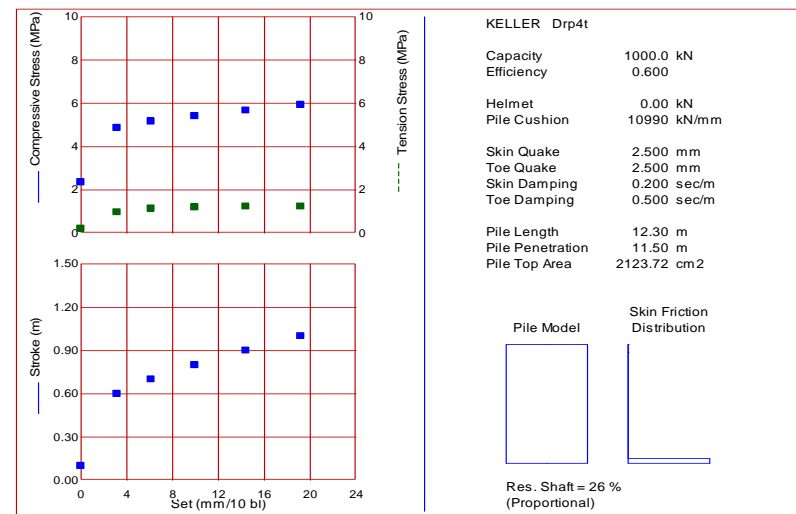 10
8
6
4
2
0
Compressive Stress (MPa)
10
8
6
4
2
0
Tension Stress (MPa)
1.50
1.20
0.90
0.60
0.30
0.00
Stroke (m)
0 4 8 12 16 20 24
Set (mm/10 bl)
KELLER Drp4t
Capacity 1000.0 kN
Efficiency 0.600
Helmet 0.00 kN
Pile Cushion 10990 kN/mm
Skin Quake 2.500 mm
Toe Quake 2.500 mm
Skin Damping 0.200 sec/m
Toe Damping 0.500 sec/m
Pile Length 12.30 m
Pile Penetration 11.50 m
Pile Top Area 2123.72 cm2
Pile Model
Skin Friction
Distribution
Res. Shaft = 26 %
(Proportional)